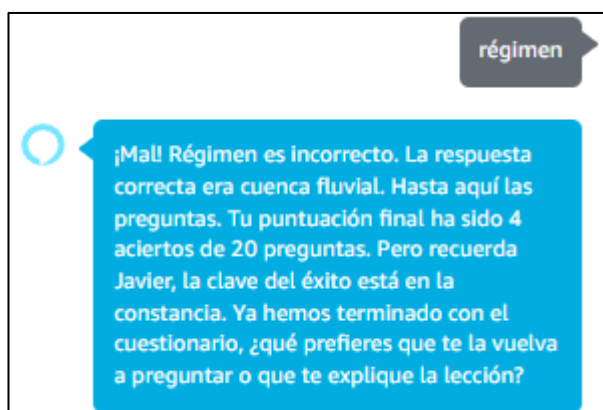 régimen
¡Mal! Régimen es incorrecto. La respuesta
correcta era cuenca fluvial. Hasta aquí las
preguntas. Tu puntuación final ha sido 4
aciertos de 20 preguntas. Pero recuerda
Javier, la clave del éxito está en la
constancia. Ya hemos terminado con el
cuestionario, ¿qué prefieres que te la vuelva
a preguntar o que te explique la lección?